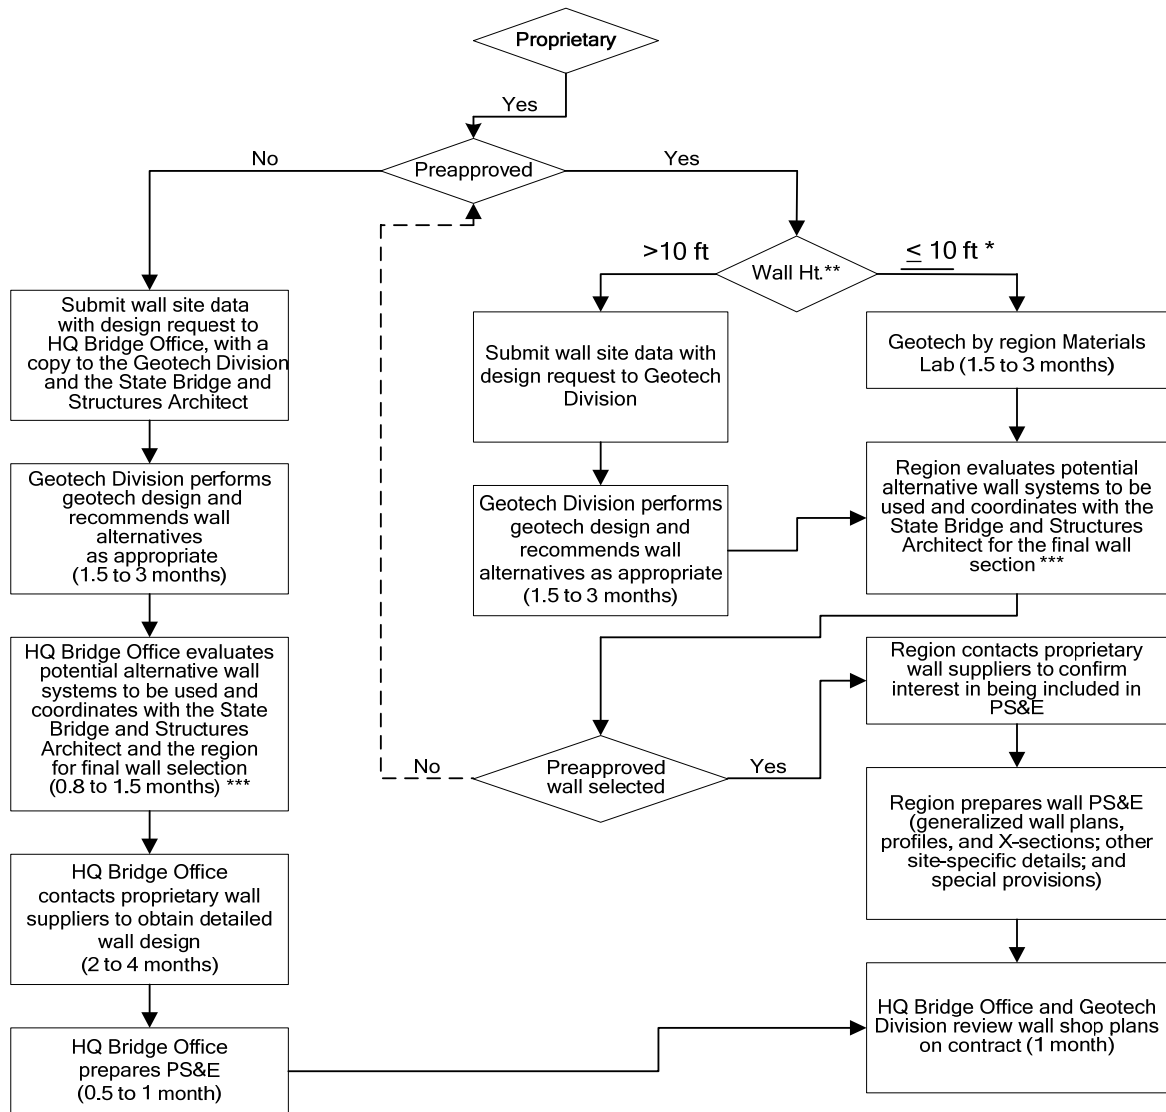 Proprietary
Yes
Preapproved
No
Yes
>10 ft
Wall Ht.**
≤ 10 ft *
Submit wall site data
with design request to
HQ Bridge Office, with a
copy to the Geotech Division
and the State Bridge and
Structures Architect
Geotech Division performs
geotech design and
recommends wall
alternatives
as appropriate
(1.5 to 3 months)
HQ Bridge Office evaluates
potential alternative wall
systems to be used and
coordinates with the State
Bridge and Structures
Architect and the region
for final wall selection
(0.8 to 1.5 months) ***
HQ Bridge Office
contacts proprietary wall
suppliers to obtain detailed
wall design
(2 to 4 months)
HQ Bridge Office
prepares PS&E
(0.5 to 1 month)
Submit wall site data with
design request to Geotech
Division
Geotech Division performs
geotech design and
recommends wall
alternatives as appropriate
(1.5 to 3 months)
Geotech by region Materials
Lab (1.5 to 3 months)
Region evaluates potential
alternative wall systems to be
used and coordinates with the
State Bridge and Structures
Architect for the final wall
section ***
No
Preapproved
wall selected
Yes
Region contacts proprietary
wall suppliers to confirm
interest in being included in
PS&E
Region prepares wall PS&E
(generalized wall plans,
profiles, and X-sections; other
site-specific details; and
special provisions)
HQ Bridge Office and Geotech
Division review wall shop plans
on contract (1 month)